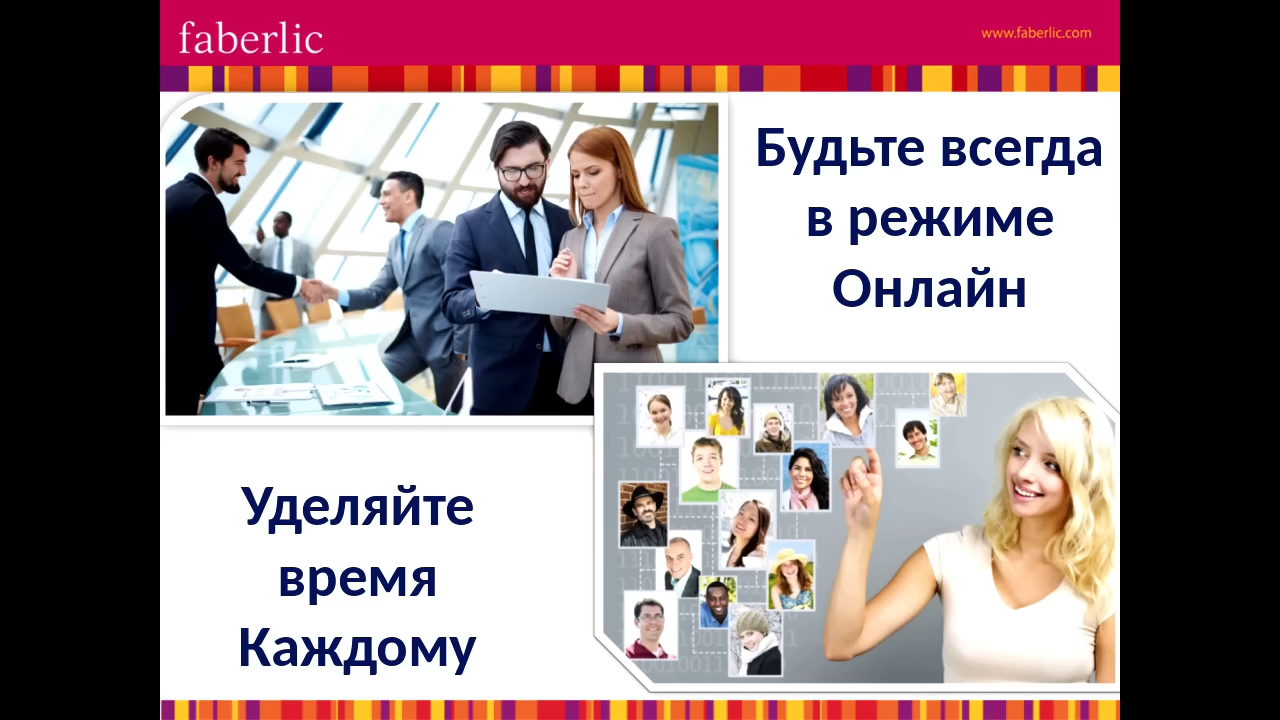 faberlic
www.faberlic.com
Будьте всегда
в режиме
Онлайн
Уделяйте
время
Каждому